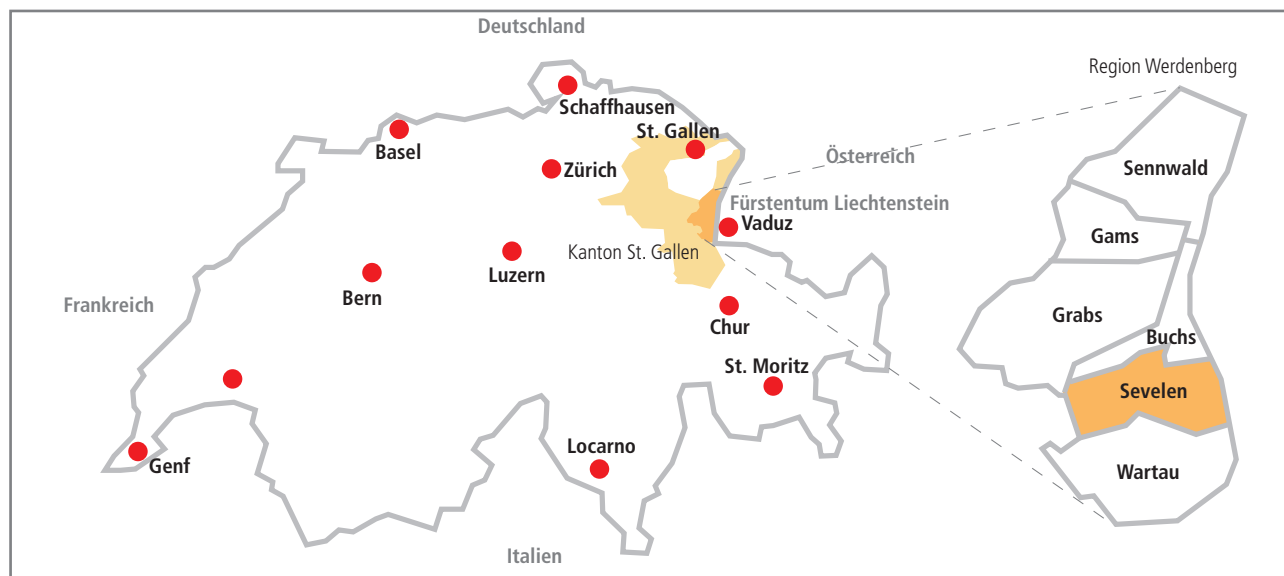 Deutschland
Region Werdenberg
Schaffhausen
St. Gallen
Basel
Österreich
Zürich
Sennwald
Fürstentum Liechtenstein
Vaduz
Gams
Kanton St. Gallen
Luzern
Bern
Frankreich
Grabs
Chur
Buchs
St. Moritz
Sevelen
Locarno
Genf
Wartau
Italien